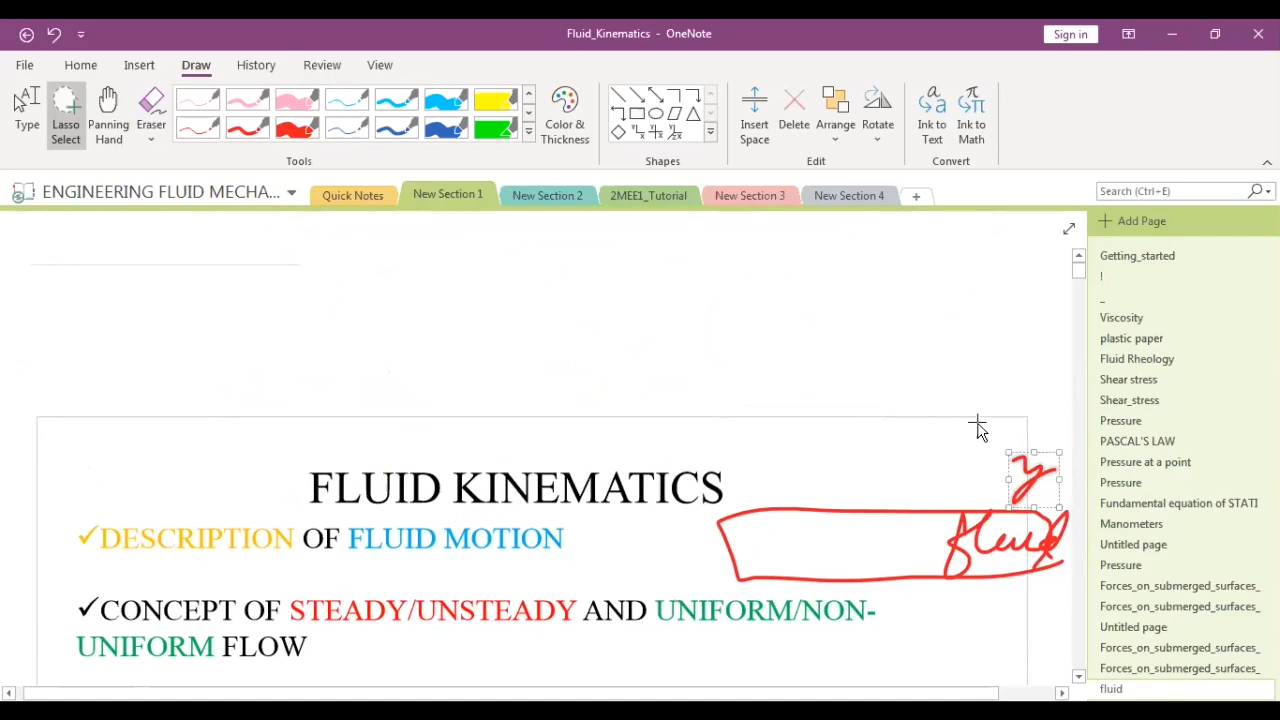 Fluid_Kinematics - OneNote
Sign in
File Home Insert Draw History Review View
Type
Lasso Select
Panning Hand
Eraser
Color & Thickness
Insert Space
Delete
Arrange
Rotate
Ink to Text
Ink to Math
Tools
Shapes
Edit
Convert
ENGINEERING FLUID MECHA...
Quick Notes
New Section 1
New Section 2
2MEE1_Tutorial
New Section 3
New Section 4
Search (Ctrl+E)
Add Page
Getting_started
!
_
Viscosity
plastic paper
Fluid Rheology
Shear stress
Shear_stress
Pressure
PASCAL'S LAW
Pressure at a point
Pressure
Fundamental equation of STATI
Manometers
Untitled page
Pressure
Forces_on_submerged_surfaces_
Forces_on_submerged_surfaces_
Untitled page
Forces_on_submerged_surfaces_
Forces_on_submerged_surfaces_
fluid
y
FLUID KINEMATICS
fluid
✓DESCRIPTION OF FLUID MOTION
✓CONCEPT OF STEADY/UNSTEADY AND UNIFORM/NON-
UNIFORM FLOW